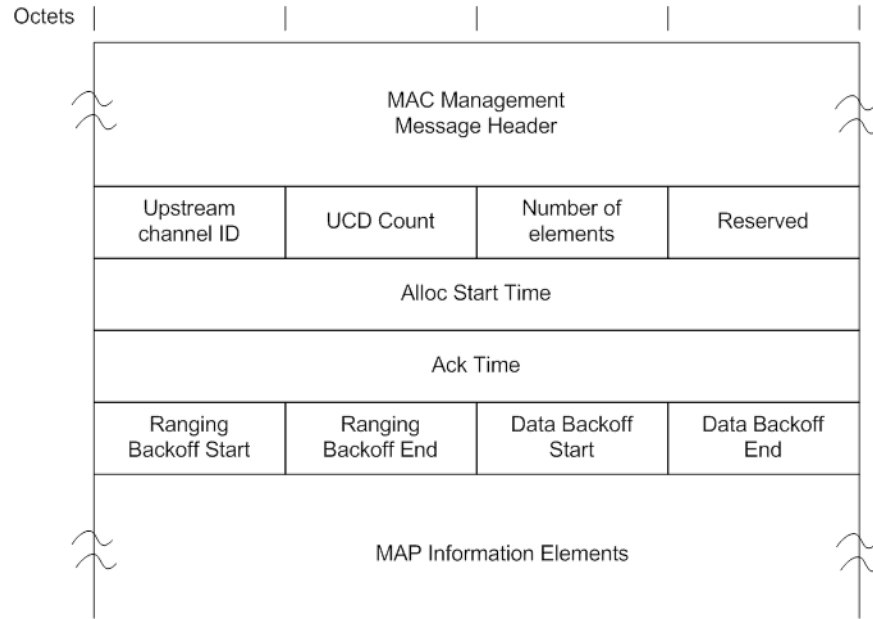 Octets
MAC Management
Message Header
Upstream
channel ID
UCD Count
Number of
elements
Reserved
Alloc Start Time
Ack Time
Ranging
Backoff Start
Ranging
Backoff End
Data Backoff
Start
Data Backoff
End
MAP Information Elements